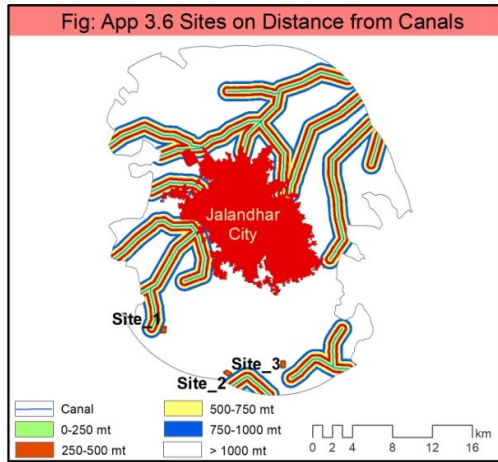 Fig: App 3.6 Sites on Distance from Canals
Jalandhar
City
Site_1
Site_3
Site_2
Canal
0-250 mt
250-500 mt
500-750 mt
750-1000 mt
> 1000 mt
km
0 2 4 8 12 16